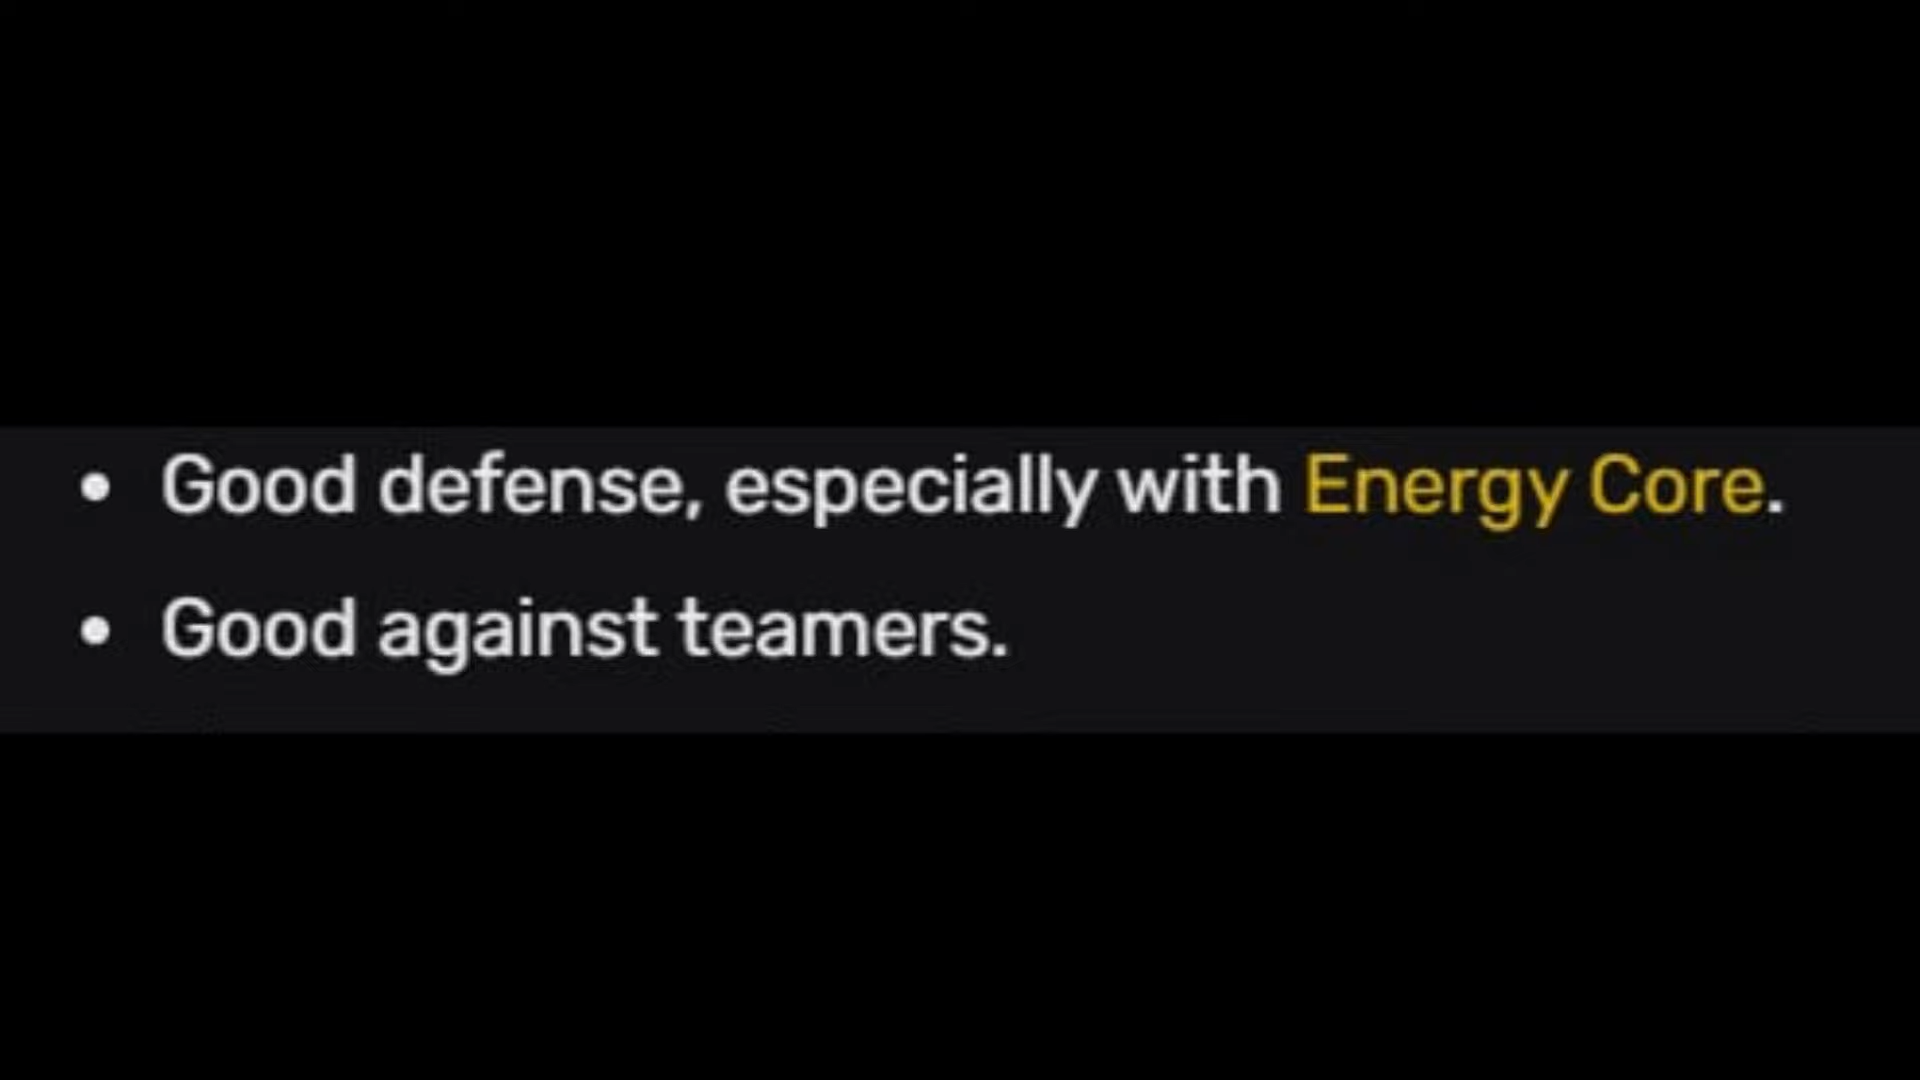 • Good defense, especially with Energy Core.
• Good against teamers.